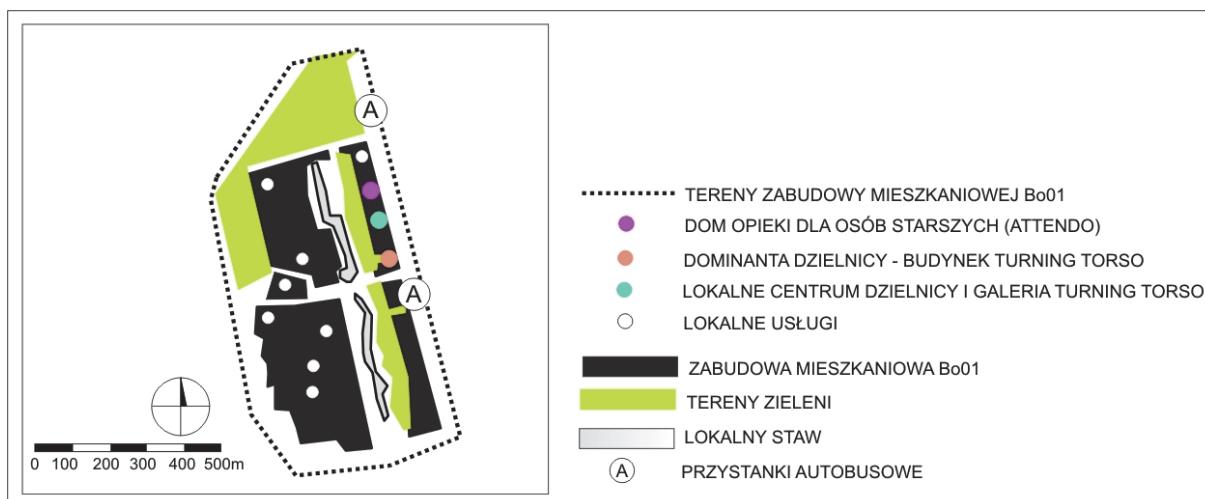 A
A
0 100 200 300 400 500m
TERENY ZABUDOWY MIESZKANIOWEJ Bo01
DOM OPIEKI DLA OSÓB STARSZYCH (ATTENDO)
DOMINANTA DZIELNICY - BUDYNEK TURNING TORSO
LOKALNE CENTRUM DZIELNICY I GALERIA TURNING TORSO
LOKALNE USŁUGI
ZABUDOWA MIESZKANIOWA Bo01
TERENY ZIELENI
LOKALNY STAW
A PRZYSTANKI AUTOBUSOWE